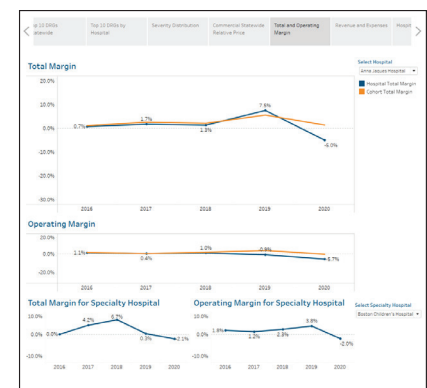 p 10 DRGs
atewide
Top 10 DRGs by
Hospital
Severity Distribution
Commercial Statewide
Relative Price
Total and Operating
Margin
Revenue and Expenses
Hospit
Total Margin
Select Hospital
Anna Jaques Hospital
Hospital Total Margin
Cohort Total Margin
20.0%
10.0%
0.0%
-10.0%
-20.0%
-30.0%
0.7%
1.7%
1.3%
7.5%
-5.0%
2016 2017 2018 2019 2020
Operating Margin
20.0%
0.0%
-20.0%
1.1%
0.4%
1.0%
-0.9%
-5.7%
2016 2017 2018 2019 2020
Total Margin for Specialty Hospital
10.0%
0.0%
-10.0%
0.0%
4.2%
6.7%
0.3%
-2.1%
2016 2017 2018 2019 2020
Operating Margin for Specialty Hospital
10.0%
0.0%
-10.0%
1.8%
1.2%
2.3%
3.8%
-2.0%
2016 2017 2018 2019 2020
Select Specialty Hospital
Boston Children's Hospital